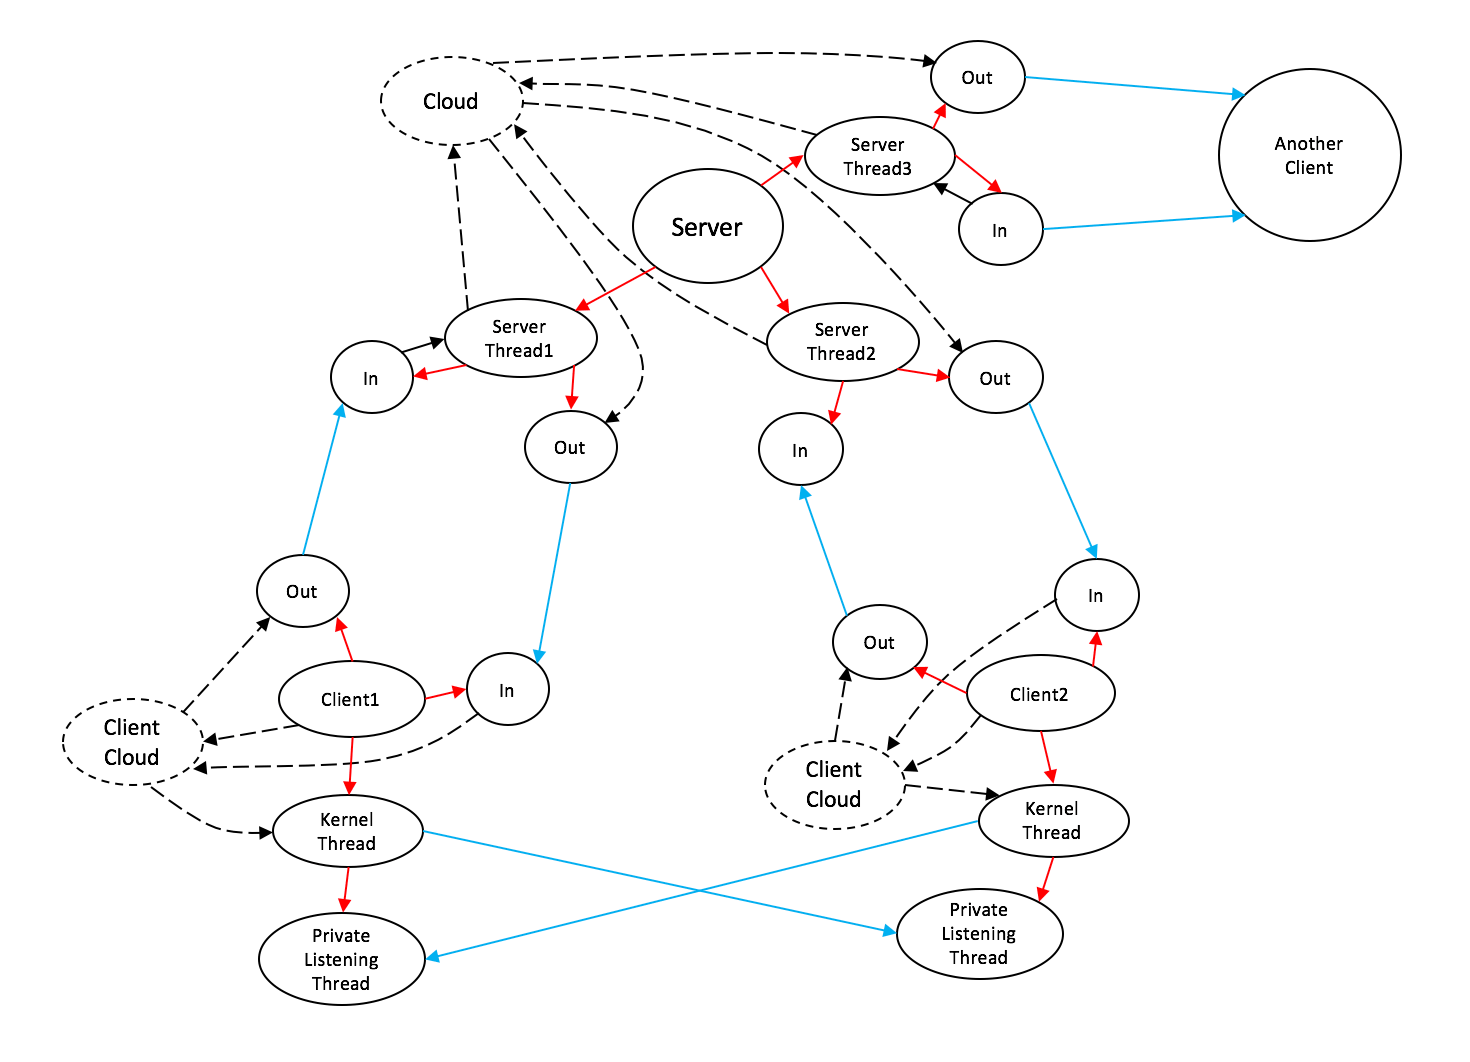 Out
Cloud
Another
Client
Server
Thread3
Server
In
Server
Thread1
Server
Thread2
In
Out
Out
In
Out
In
Out
In
Client1
Client2
Client
Cloud
Client
Cloud
Kernel
Thread
Kernel
Thread
Private
Listening
Thread
Private
Listening
Thread